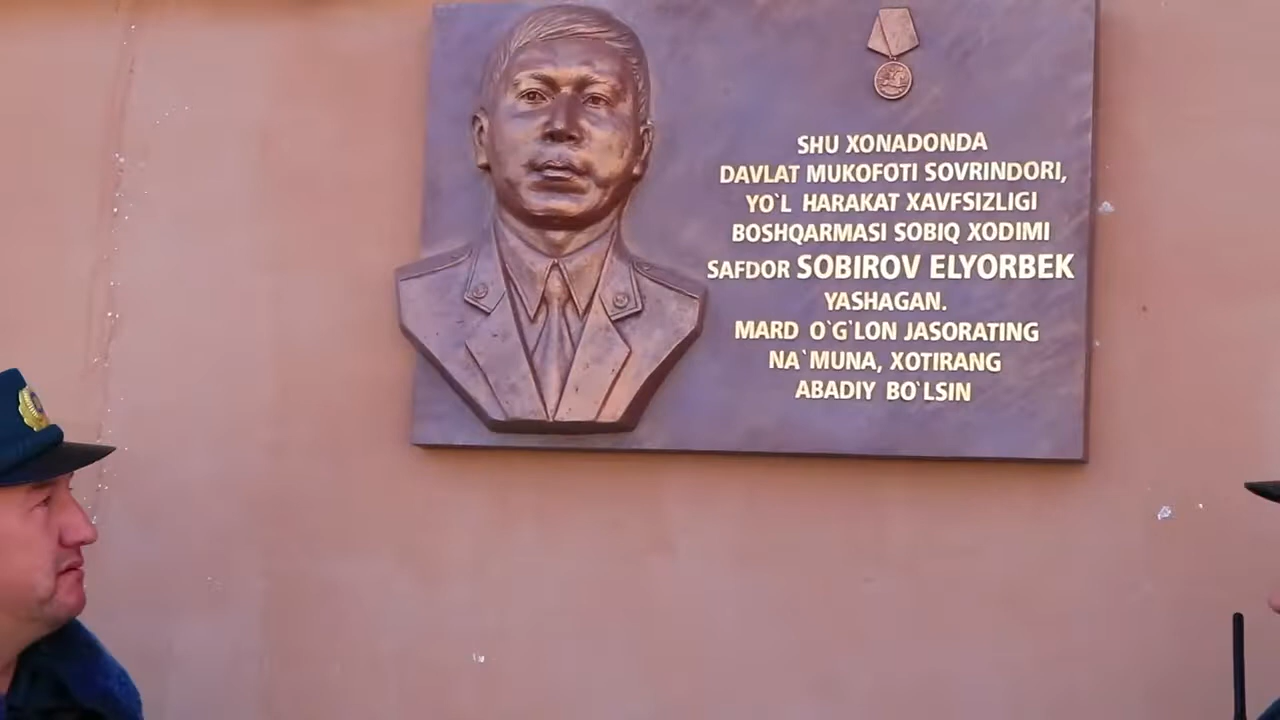 SHU XONADONDA
DAVLAT MUKOFOTI SOVRINDORI,
YO`L HARAKAT XAVFSIZLIGI
BOSHQARMASI SOBIQ XODIMI
SAFDOR SOBIROV ELYORBEK
YASHAGAN.
MARD O`G`LON JASORATING
NA`MUNA, XOTIRANG
ABADIY BO`LSIN